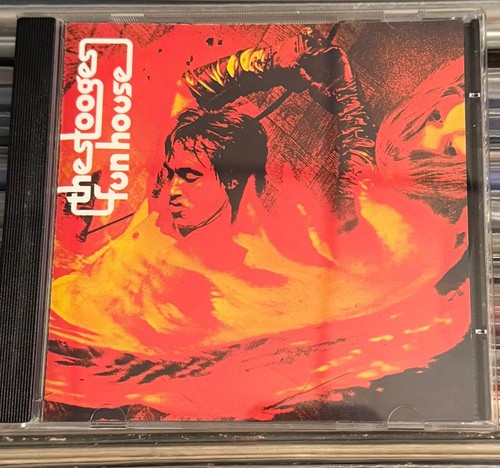 the stooges
fun house